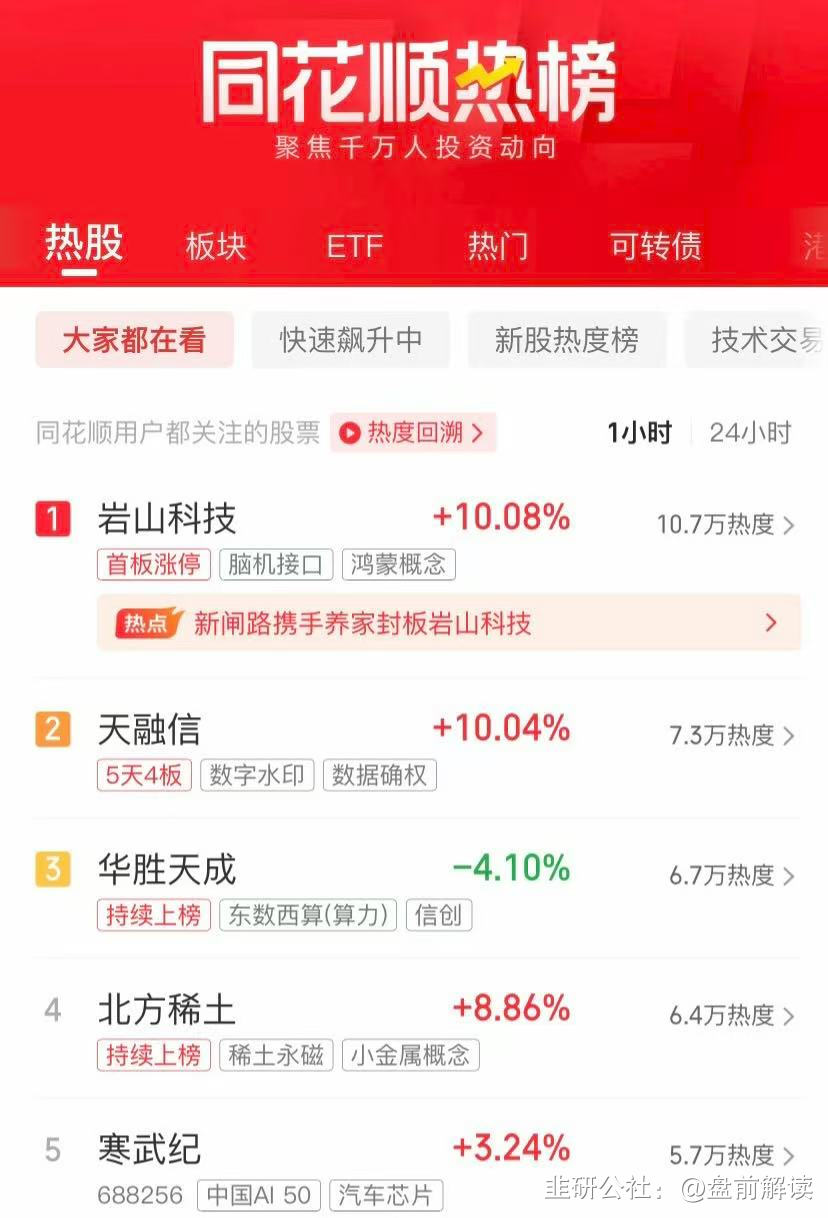 同花顺热榜
聚焦千万人投资动向
热股 板块 ETF 热门 可转债
大家都在看 快速飙升中 新股热度榜 技术交易
同花顺用户都关注的股票 热度回溯 1小时 24小时
1 岩山科技 +10.08% 10.7万热度
首板涨停 脑机接口 鸿蒙概念
热点 新闸路携手养家封板岩山科技
2 天融信 +10.04% 7.3万热度
5天4板 数字水印 数据确权
3 华胜天成 -4.10% 6.7万热度
持续上榜 东数西算(算力) 信创
4 北方稀土 +8.86% 6.4万热度
持续上榜 稀土永磁 小金属概念
5 寒武纪 +3.24% 5.7万热度
688256 中国AI 50 汽车芯片
韭研公社：@盘前解读